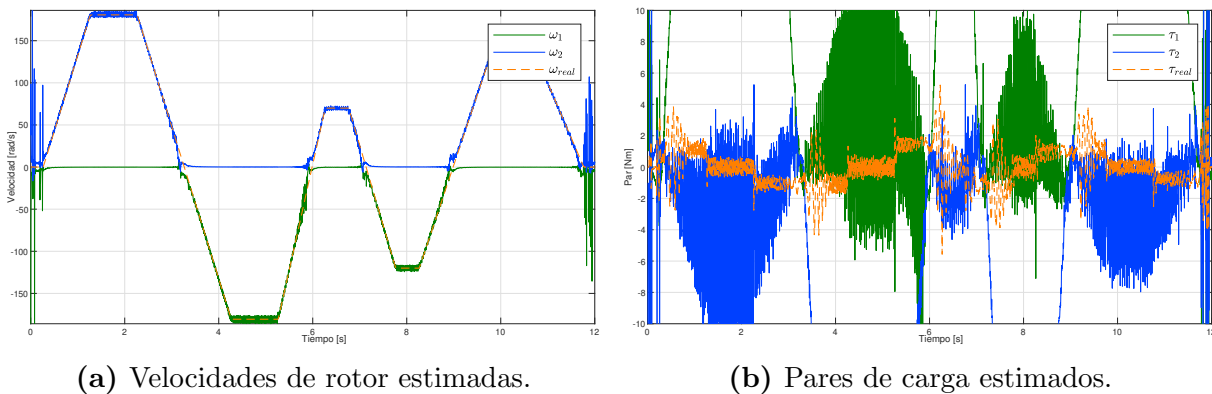 ω1
ω2
ωreal
Velocidad [rad/s]
150
100
50
0
-50
-100
-150
0
2
4
6
8
10
12
Tiempo [s]
τ1
τ2
τreal
Par [Nm]
10
8
6
4
2
0
-2
-4
-6
-8
-10
0
2
4
6
8
10
12
Tiempo [s]
(a) Velocidades de rotor estimadas.
(b) Pares de carga estimados.